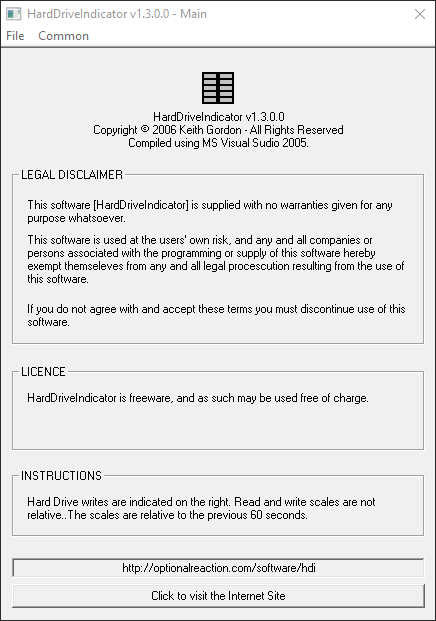 HardDriveIndicator v1.3.0.0 - Main
File Common
HardDriveIndicator v1.3.0.0
Copyright © 2006 Keith Gordon - All Rights Reserved
Compiled using MS Visual Sudio 2005.
LEGAL DISCLAIMER
This software [HardDriveIndicator] is supplied with no warranties given for any
purpose whatsoever.
This software is used at the users' own risk, and any and all companies or
persons associated with the programming or supply of this software hereby
exempt themseleves from any and all legal procescution resulting from the use of
this software.
If you do not agree with and accept these terms you must discontinue use of this
software.
LICENCE
HardDriveIndicator is freeware, and as such may be used free of charge.
INSTRUCTIONS
Hard Drive writes are indicated on the right. Read and write scales are not
relative..The scales are relative to the previous 60 seconds.
http://optionalreaction.com/software/hdi
Click to visit the Internet Site